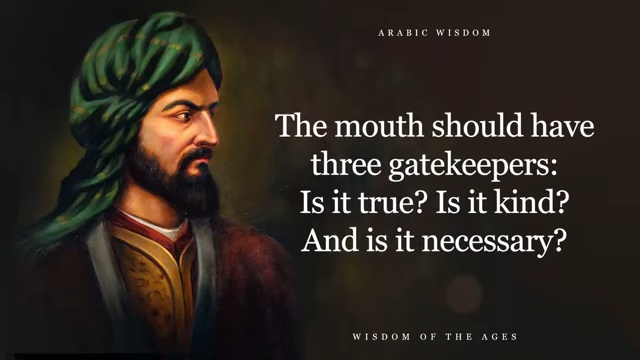 ARABIC WISDOM
The mouth should have
three gatekeepers:
Is it true? Is it kind?
And is it necessary?
WISDOM OF THE AGES